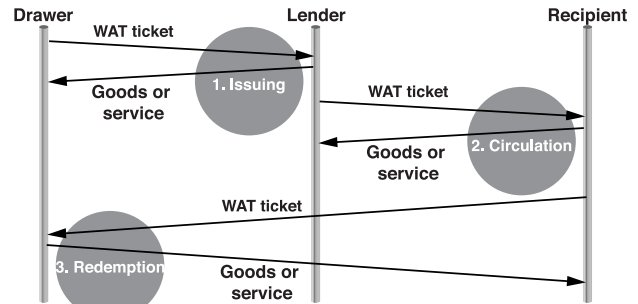 Drawer Lender Recipient
WAT ticket
Goods or
service
1. Issuing
WAT ticket
Goods or
service
2. Circulation
WAT ticket
3. Redemption
Goods or
service